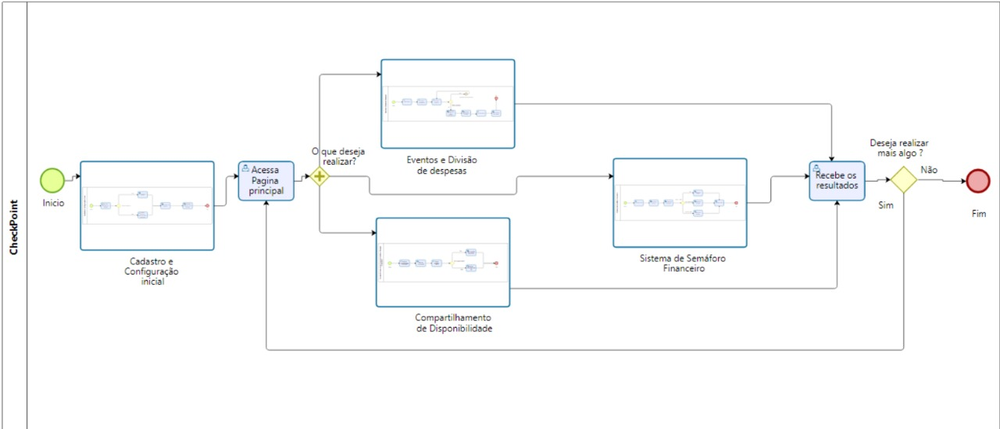 CheckPoint
Inicio
Cadastro e
Configuração
inicial
Acessa
Pagina
principal
O que deseja
realizar?
Eventos e Divisão
de despesas
Compartilhamento
de Disponibilidade
Sistema de Semáforo
Financeiro
Recebe os
resultados
Deseja realizar
mais algo ?
Não
Sim
Fim